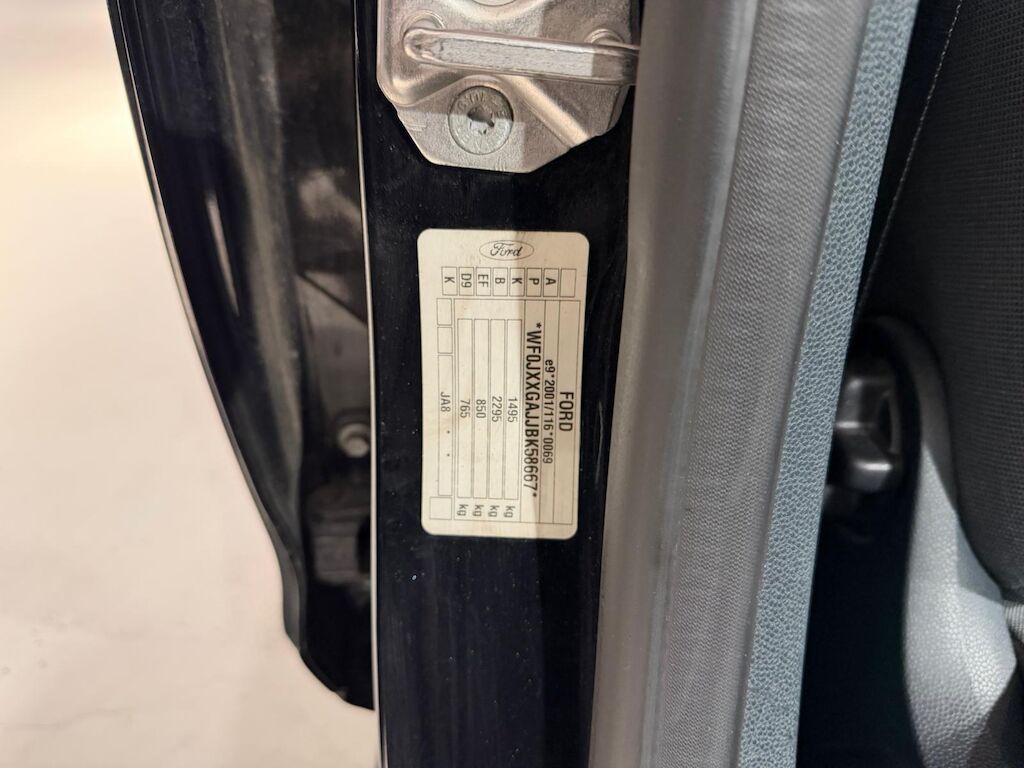 Ford
FORD
e9*2001/116*0069
*WF0JXXGAJJBK58667*
1495 kg
2295 kg
850 kg
765 kg
JA8 * *
A
P
K
B
EF
D9
K